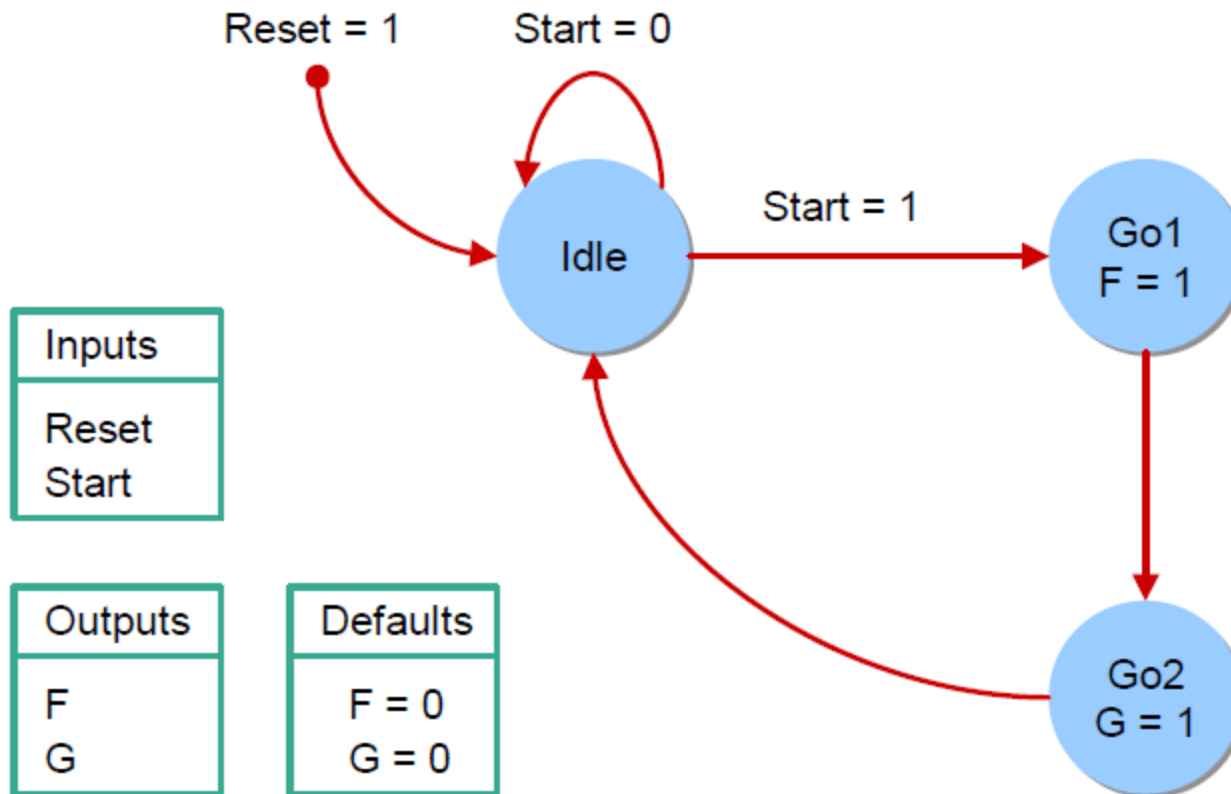 Reset = 1
Start = 0
Idle
Start = 1
Go1
F = 1
Inputs
Reset
Start
Outputs
F
G
Defaults
F = 0
G = 0
Go2
G = 1